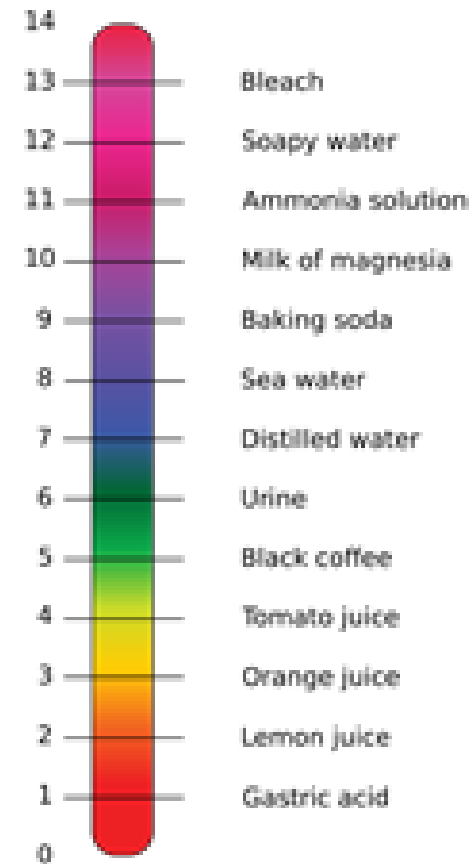 14
13 Bleach
12 Soapy water
11 Ammonia solution
10 Milk of magnesia
9 Baking soda
8 Sea water
7 Distilled water
6 Urine
5 Black coffee
4 Tomato juice
3 Orange juice
2 Lemon juice
1 Gastric acid
0